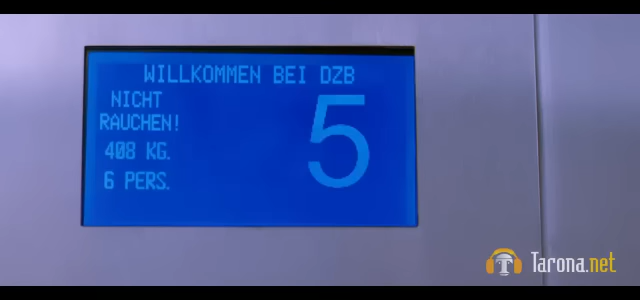 WILLKOMMEN BEI DZB
NICHT
RAUCHEN!
408 KG.
6 PERS.
5
Tarona.net